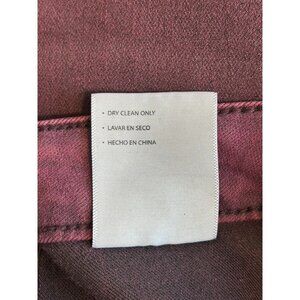 • DRY CLEAN ONLY
• LAVAR EN SECO
• HECHO EN CHINA